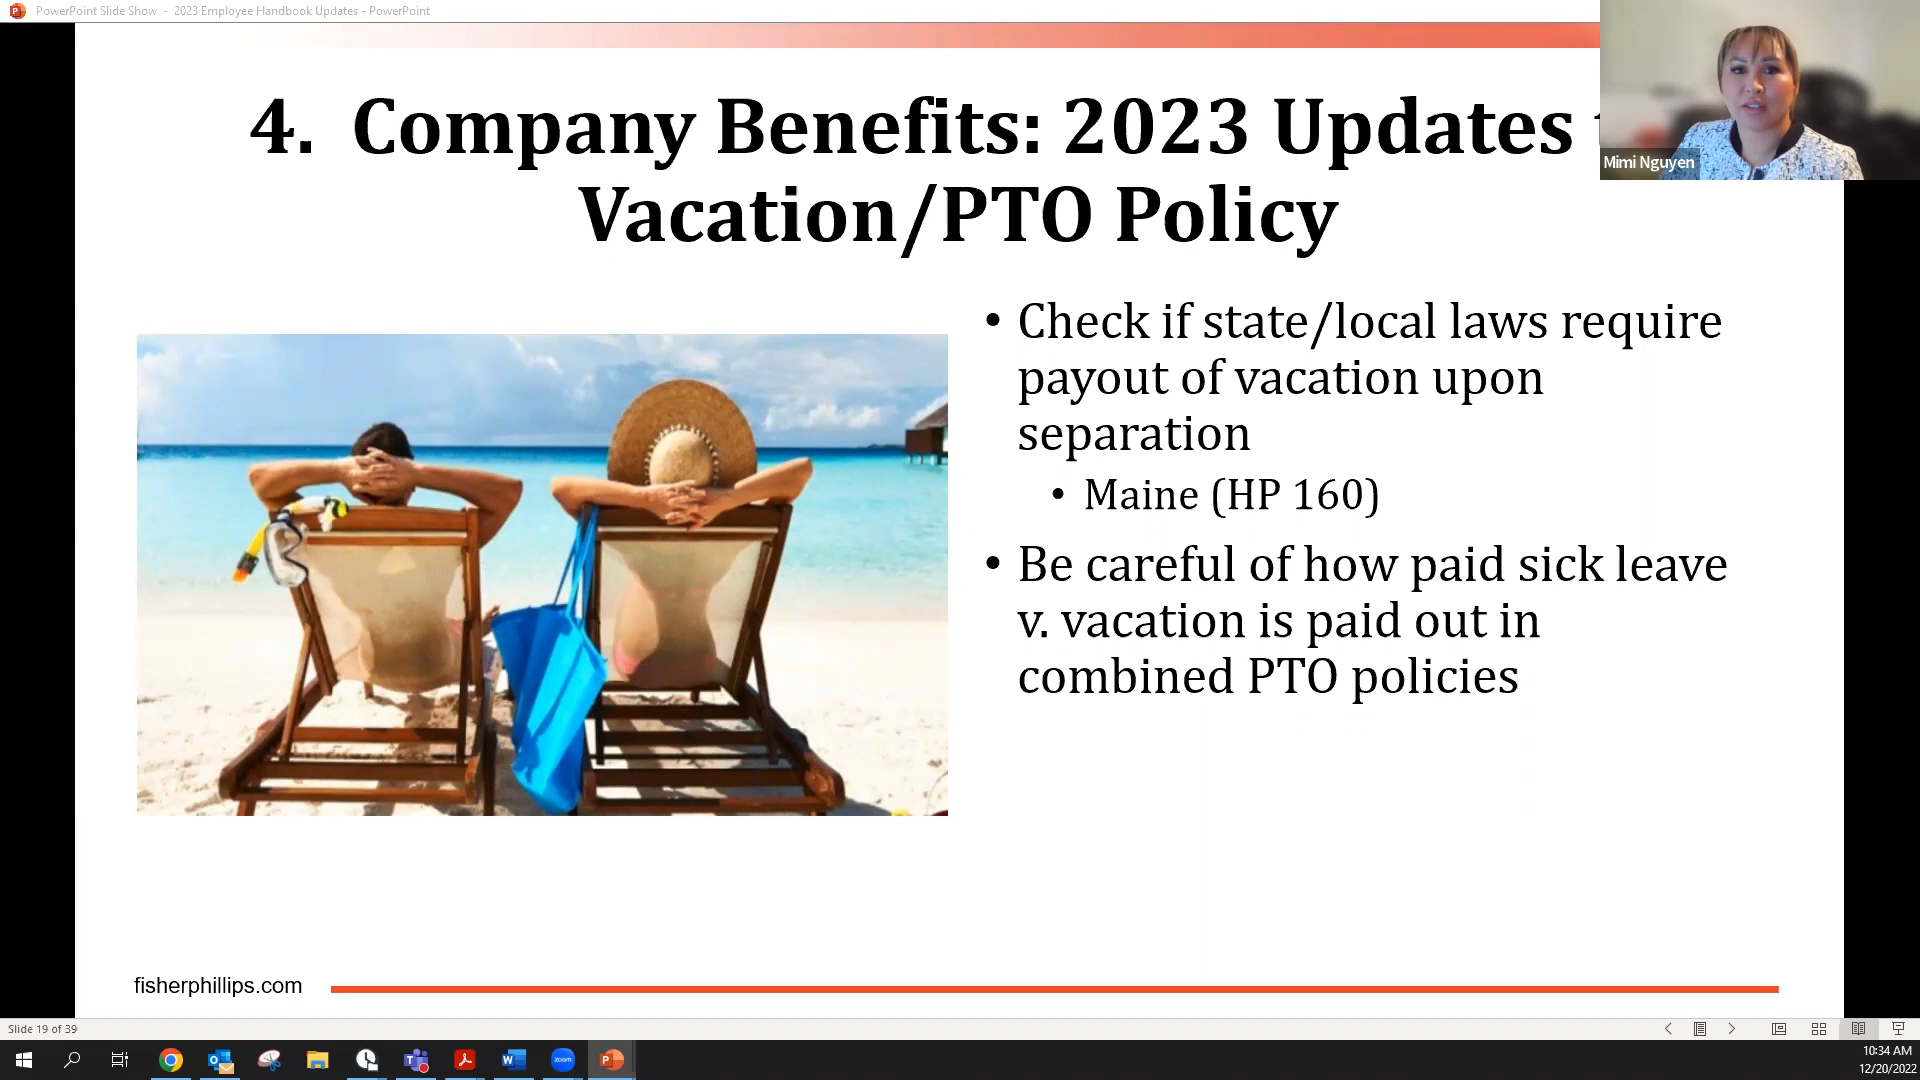 PowerPoint Slide Show - 2023 Employee Handbook Updates - PowerPoint
4. Company Benefits: 2023 Updates
Vacation/PTO Policy
Mimi Nguyen
• Check if state/local laws require
payout of vacation upon
separation
• Maine (HP 160)
• Be careful of how paid sick leave
v. vacation is paid out in
combined PTO policies
fisherphillips.com
Slide 19 of 39
zoom
10:34 AM
12/20/2022